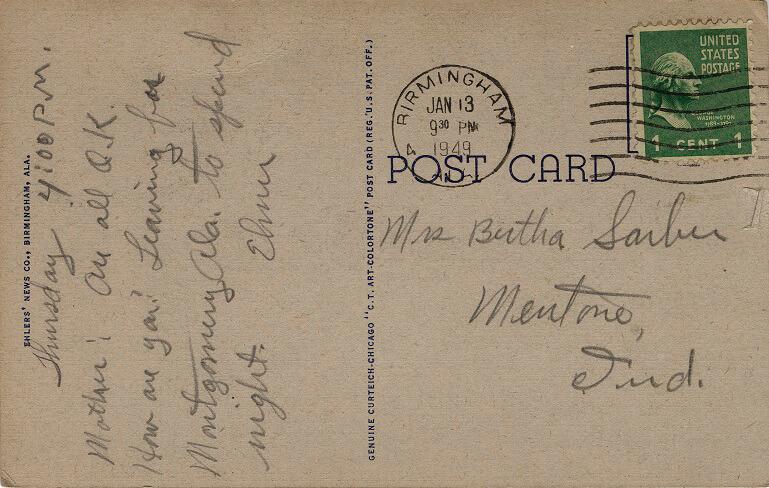 Thursday 4:00 P.M.
Mother: Am all O.K.
How are you? Leaving for
Montgomery, Ala. to spend
night. Elmer
EHLERS' NEWS CO., BIRMINGHAM, ALA.
GENUINE CURTEICH-CHICAGO "C.T. ART-COLORTONE" POST CARD (REG. U.S. PAT. OFF.)
BIRMINGHAM
JAN 13
9 30 PM
1949
ALA.
UNITED
STATES
POSTAGE
WASHINGTON
1 CENT 1
POST CARD
Mrs Bertha Sarber
Mentone,
Ind.